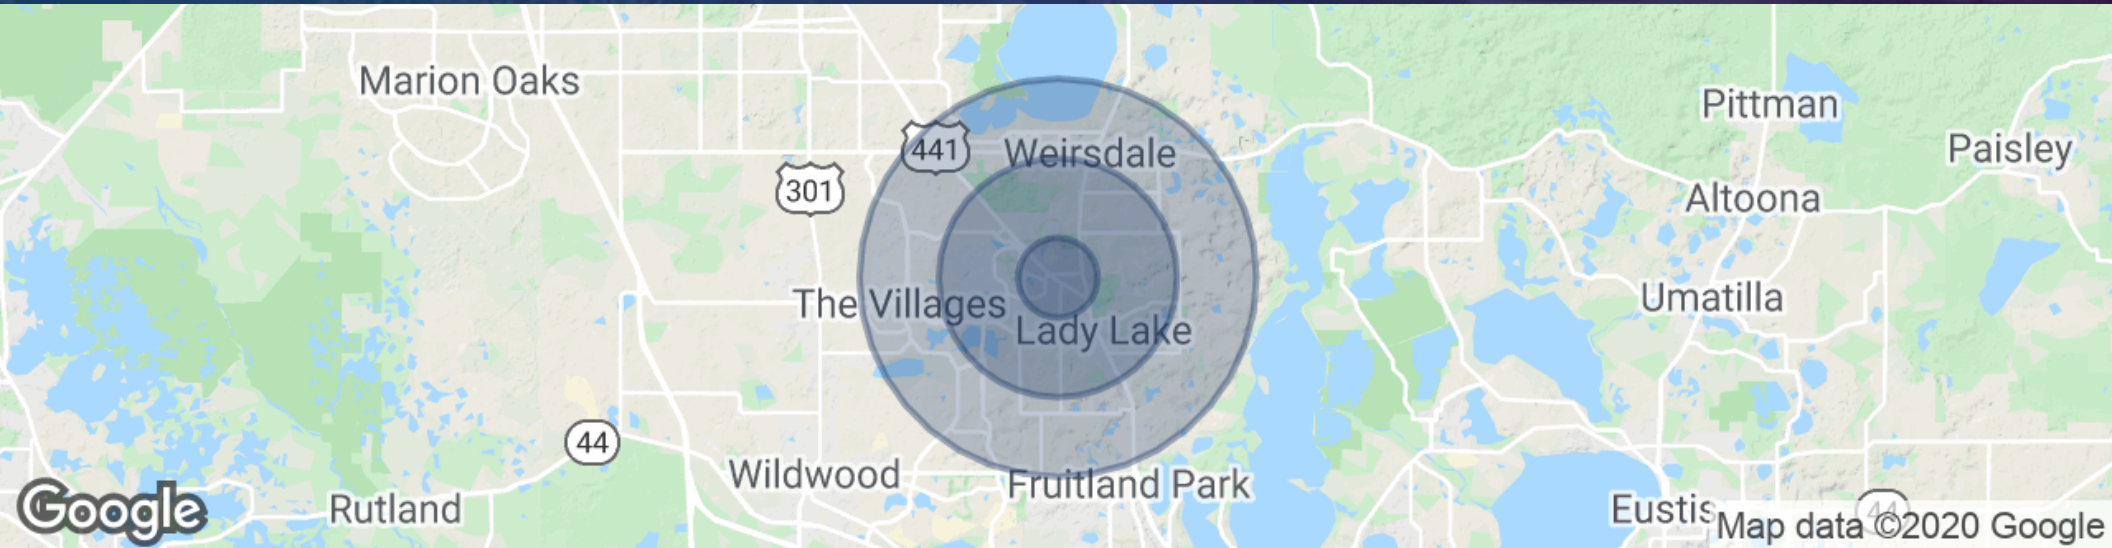 Marion Oaks
Pittman
Paisley
441
Weirsdale
301
Altoona
The Villages
Umatilla
Lady Lake
44
Wildwood
Fruitland Park
Google
Rutland
Eustis
44
Map data ©2020 Google